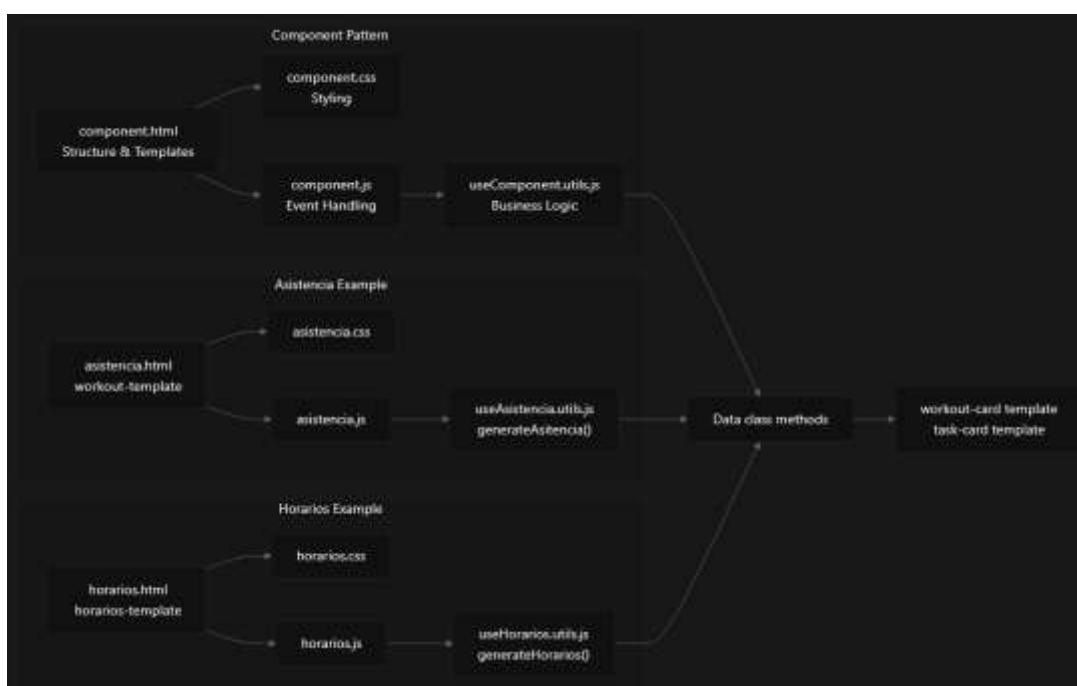 Component Pattern
component.css
Styling
component.html
Structure & Templates
component.js
Event Handling
useComponent.utils.js
Business Logic
Asistencia Example
asistencia.css
asistencia.html
workout-template
asistencia.js
useAsistencia.utils.js
generateAsitencia()
Data class methods
workout-card template
task-card template
Horarios Example
horarios.css
horarios.html
horarios-template
horarios.js
useHorarios.utils.js
generateHorarios()